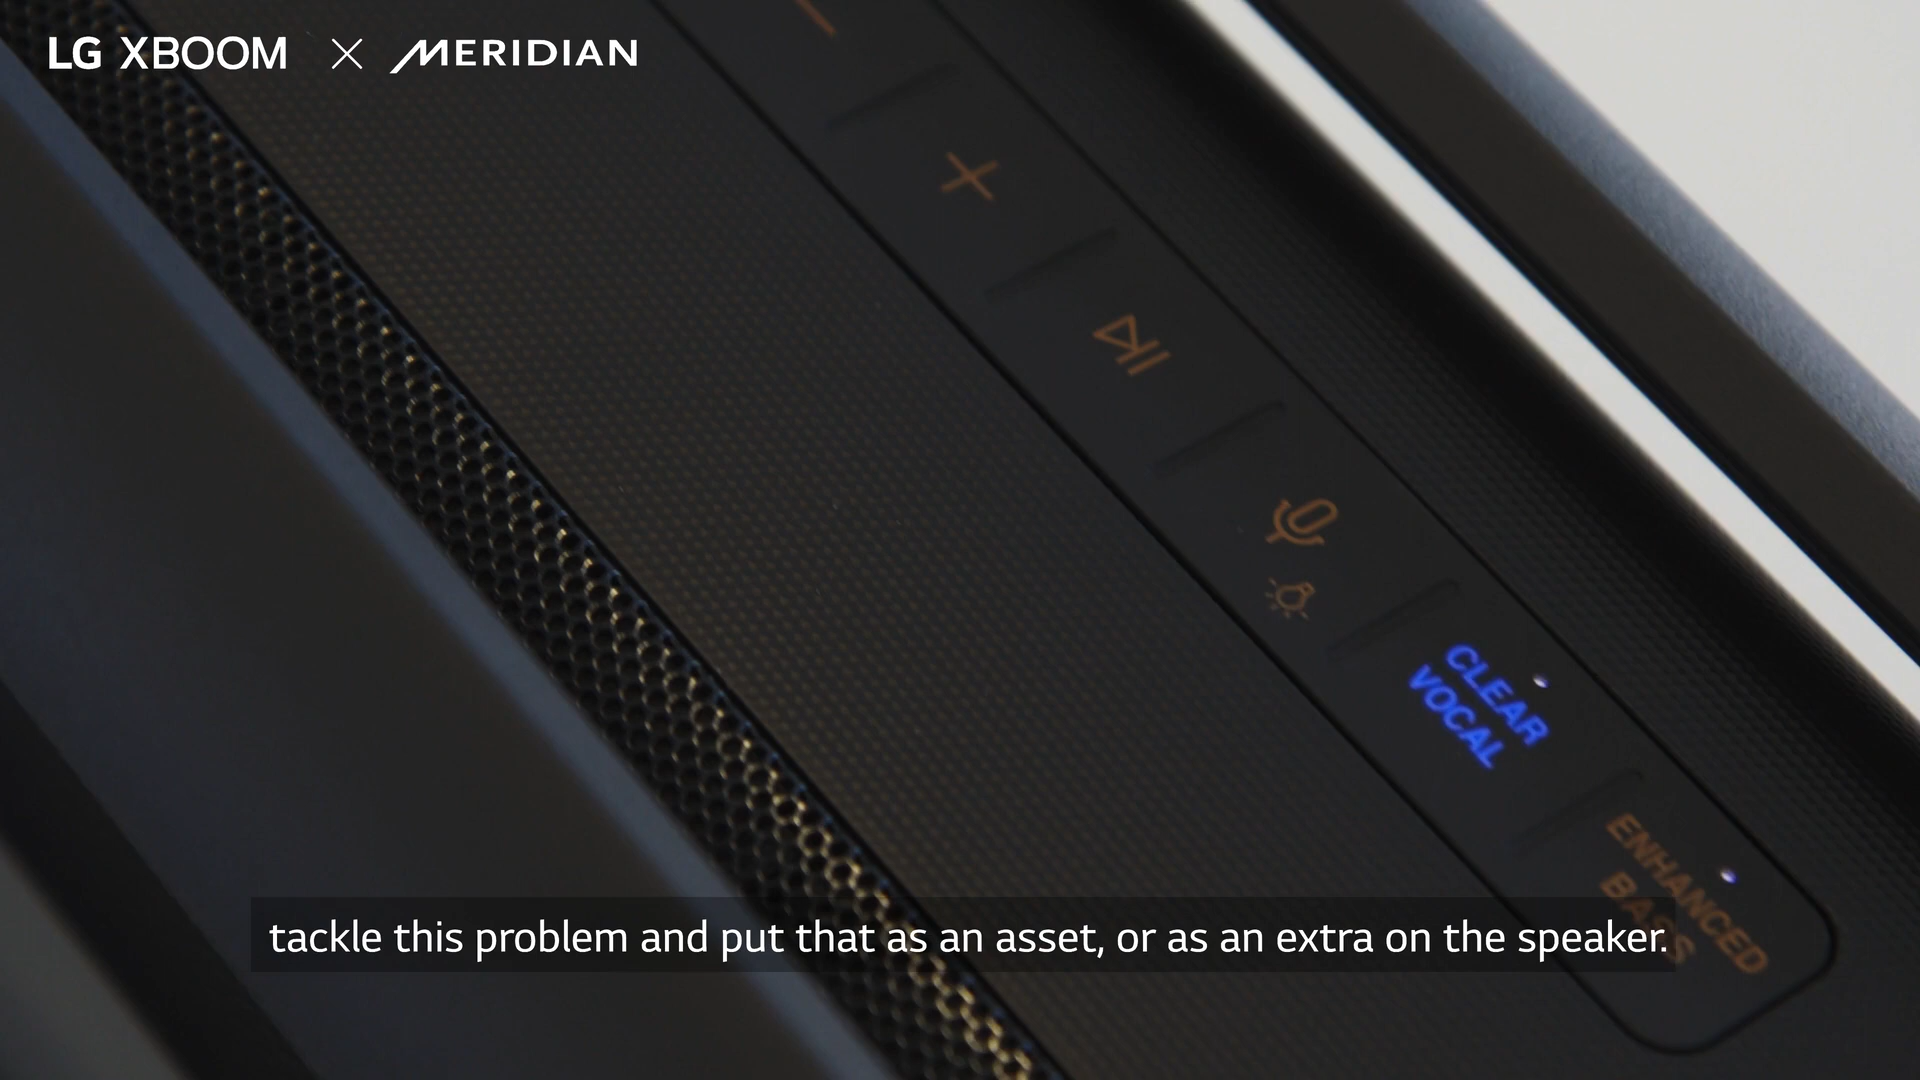 LG XBOOM × MERIDIAN
CLEAR
VOCAL
ENHANCED
BASS
tackle this problem and put that as an asset, or as an extra on the speaker.